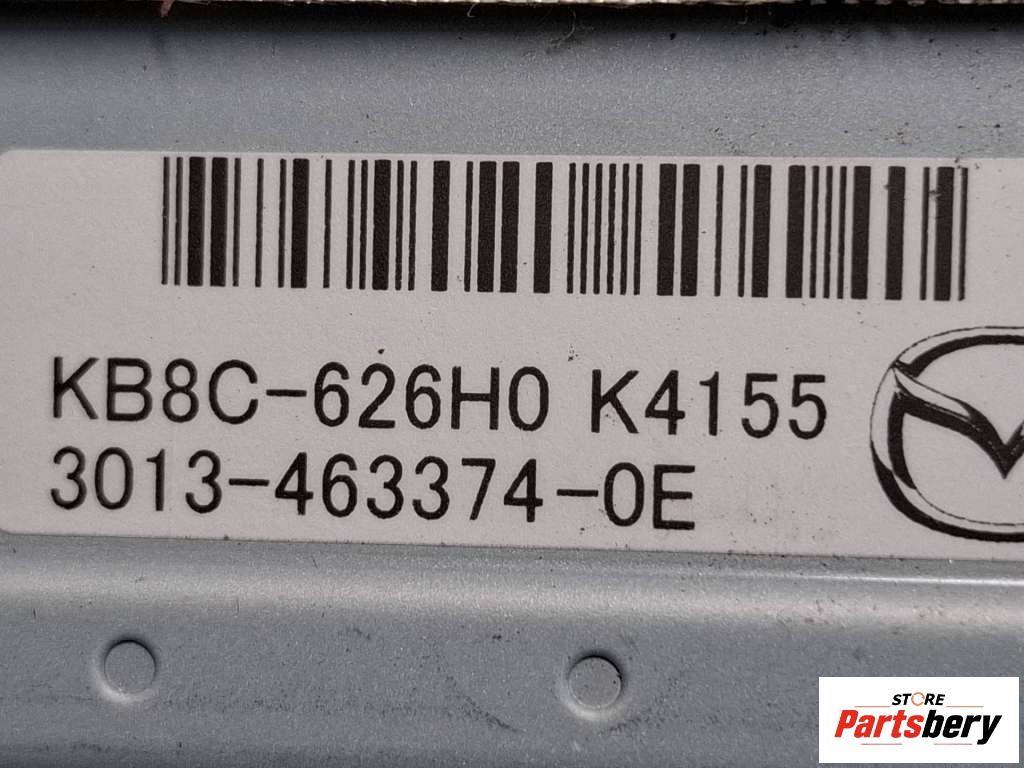 KB8C-626H0 K4155
3013-463374-0E
STORE
Partsbery